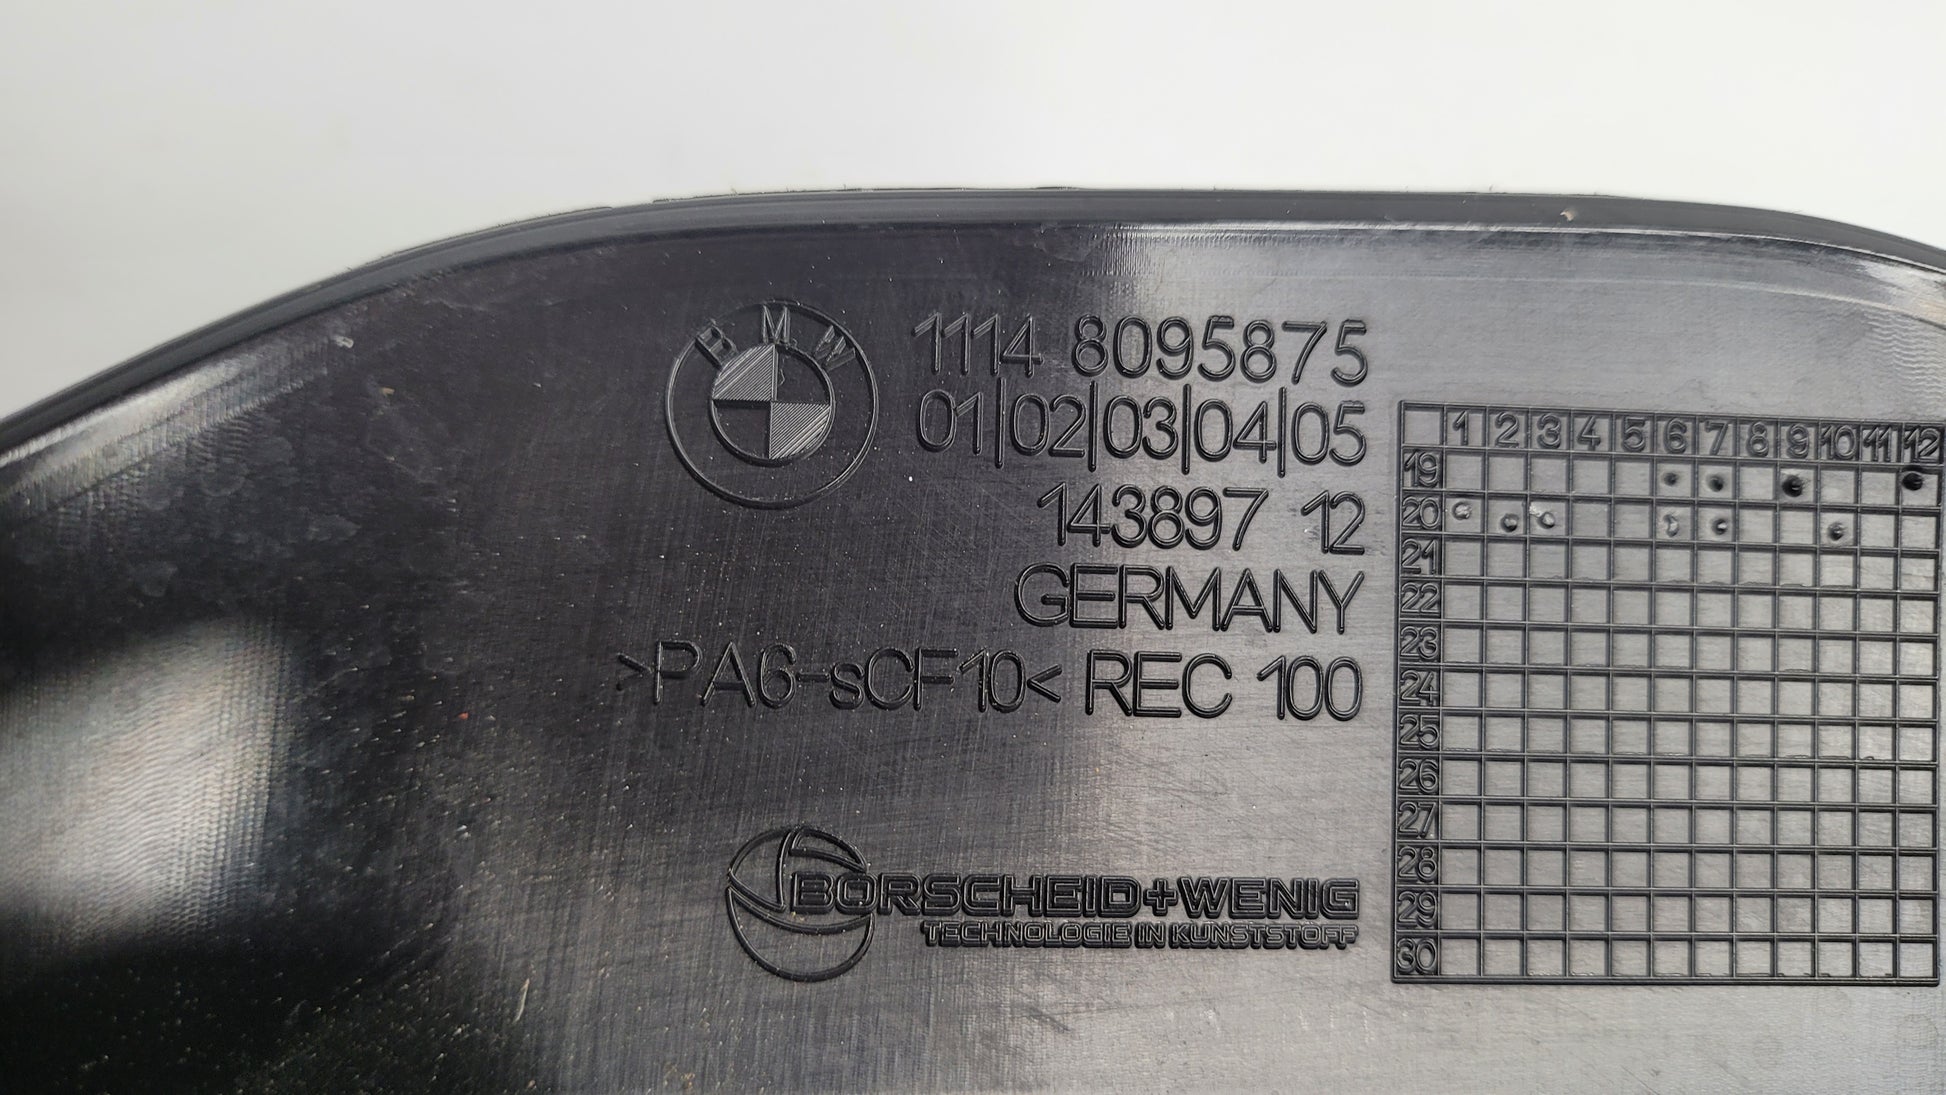 BMW
1114 8095875
01|02|03|04|05
143897 12
GERMANY
>PA6-sCF10< REC 100
BORSCHEID+WENIG
TECHNOLOGIE IN KUNSTSTOFF
1 2 3 4 5 6 7 8 9 10 11 12
19
20
21
22
23
24
25
26
27
28
29
30